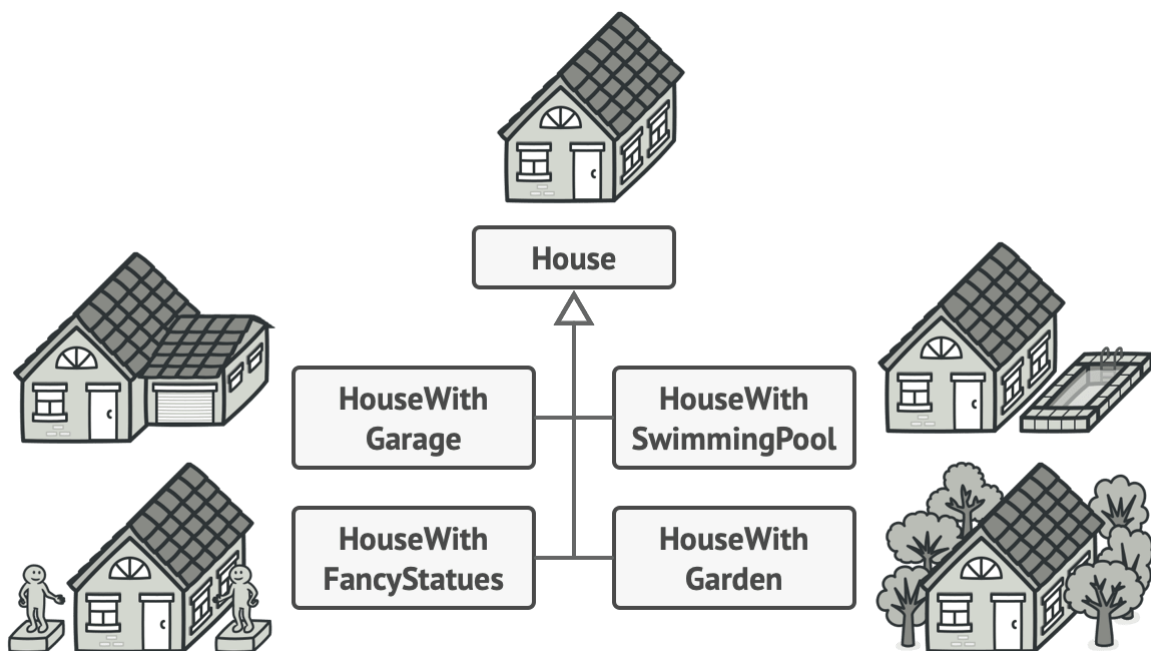 House
HouseWith
Garage
HouseWith
SwimmingPool
HouseWith
FancyStatues
HouseWith
Garden